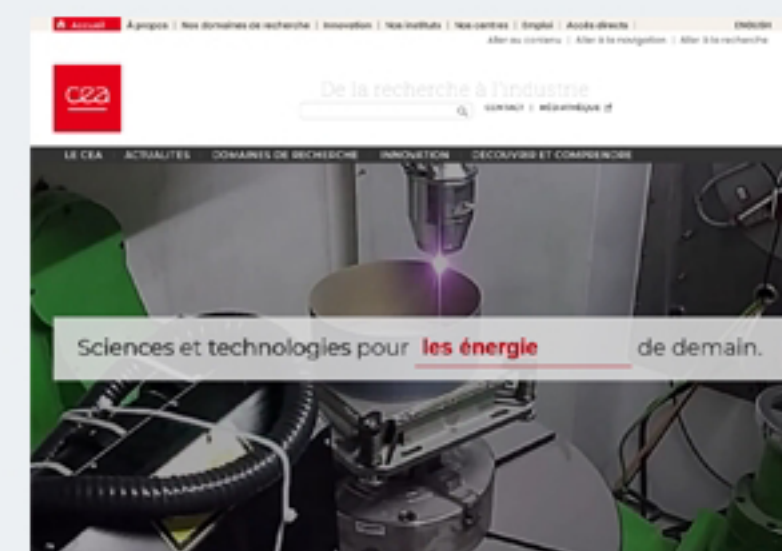 Accueil À propos | Nos domaines de recherche | Innovation | Nos instituts | Nos centres | Emploi | Accès directs | ENGLISH
Aller au contenu | Aller à la navigation | Aller à la recherche
cea
De la recherche à l'industrie
CONTACT | MÉDIATHÈQUE
LE CEA ACTUALITÉS DOMAINES DE RECHERCHE INNOVATION DÉCOUVRIR ET COMPRENDRE
Sciences et technologies pour les énergie de demain.